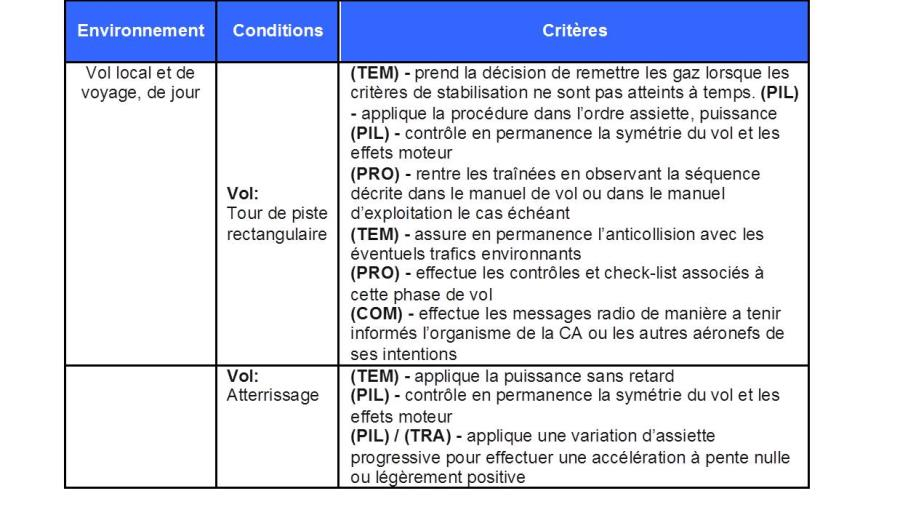 Environnement Conditions Critères
Vol local et de
voyage, de jour
Vol:
Tour de piste
rectangulaire
(TEM) - prend la décision de remettre les gaz lorsque les
critères de stabilisation ne sont pas atteints à temps. (PIL)
- applique la procédure dans l’ordre assiette, puissance
(PIL) - contrôle en permanence la symétrie du vol et les
effets moteur
(PRO) - rentre les traînées en observant la séquence
décrite dans le manuel de vol ou dans le manuel
d’exploitation le cas échéant
(TEM) - assure en permanence l’anticollision avec les
éventuels trafics environnants
(PRO) - effectue les contrôles et check-list associés à
cette phase de vol
(COM) - effectue les messages radio de manière a tenir
informés l’organisme de la CA ou les autres aéronefs de
ses intentions
Vol:
Atterrissage
(TEM) - applique la puissance sans retard
(PIL) - contrôle en permanence la symétrie du vol et les
effets moteur
(PIL) / (TRA) - applique une variation d’assiette
progressive pour effectuer une accélération à pente nulle
ou légèrement positive